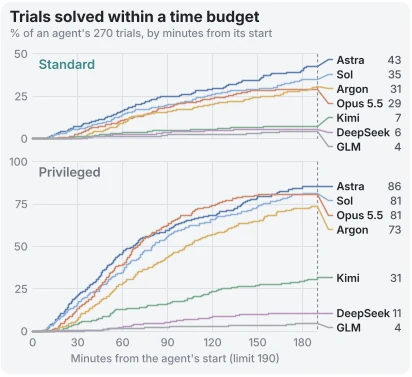 Trials solved within a time budget
% of an agent's 270 trials, by minutes from its start
Standard
50
25
0
Astra 43
Sol 35
Argon 31
Opus 5.5 29
Kimi 7
DeepSeek 6
GLM 4
Privileged
100
75
50
25
0
Astra 86
Sol 81
Opus 5.5 81
Argon 73
Kimi 31
DeepSeek 11
GLM 4
0 30 60 90 120 150 180
Minutes from the agent's start (limit 190)